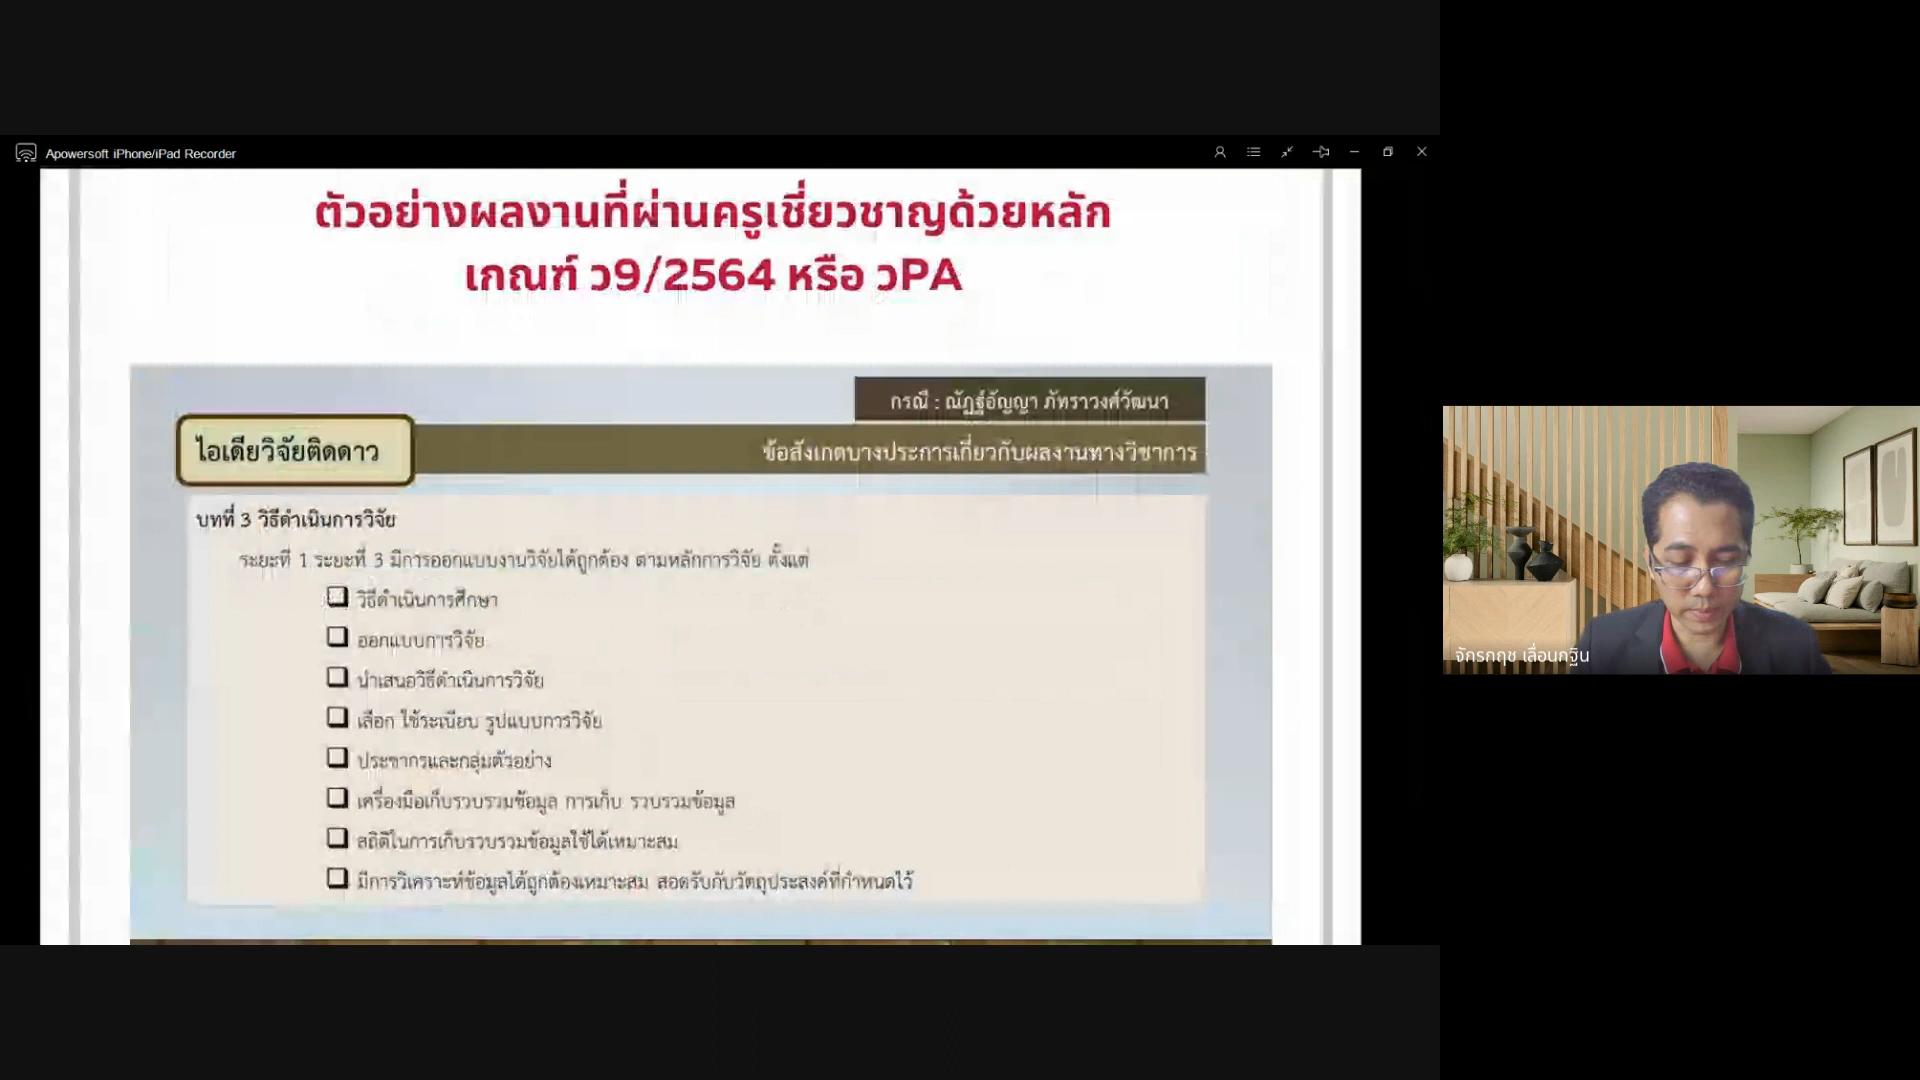 Apowersoft iPhone/iPad Recorder
ตัวอย่างผลงานที่ผ่านครูเชี่ยวชาญด้วยหลัก
เกณฑ์ ว9/2564 หรือ วPA
กรณี : ณัฏฐ์อัญญา ภัทราวงศ์วัฒนา
ไอเดียวิจัยติดดาว
ข้อสังเกตบางประการเกี่ยวกับผลงานทางวิชาการ
บทที่ 3 วิธีดำเนินการวิจัย
ระยะที่ 1 ระยะที่ 3 มีการออกแบบงานวิจัยได้ถูกต้อง ตามหลักการวิจัย ตั้งแต่
วิธีดำเนินการศึกษา
ออกแบบการวิจัย
นำเสนอวิธีดำเนินการวิจัย
เลือก ใช้ระเบียบ รูปแบบการวิจัย
ประชากรและกลุ่มตัวอย่าง
เครื่องมือเก็บรวบรวมข้อมูล การเก็บ รวบรวมข้อมูล
สถิติในการเก็บรวบรวมข้อมูลใช้ได้เหมาะสม
มีการวิเคราะห์ข้อมูลได้ถูกต้องเหมาะสม สอดรับกับวัตถุประสงค์ที่กำหนดไว้
จักรกฤช เลื่อนกฐิน